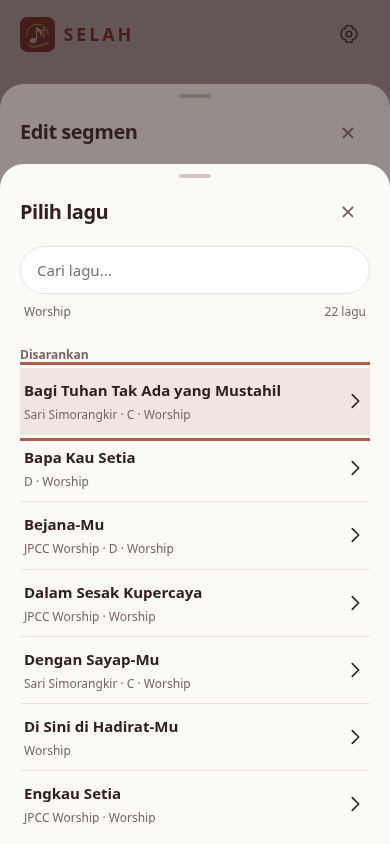 SELAH
Edit segmen
Pilih lagu
Cari lagu...
Worship
22 lagu
Disarankan
Bagi Tuhan Tak Ada yang Mustahil
Sari Simorangkir · C · Worship
Bapa Kau Setia
D · Worship
Bejana-Mu
JPCC Worship · D · Worship
Dalam Sesak Kupercaya
JPCC Worship · Worship
Dengan Sayap-Mu
Sari Simorangkir · C · Worship
Di Sini di Hadirat-Mu
Worship
Engkau Setia
JPCC Worship · Worship